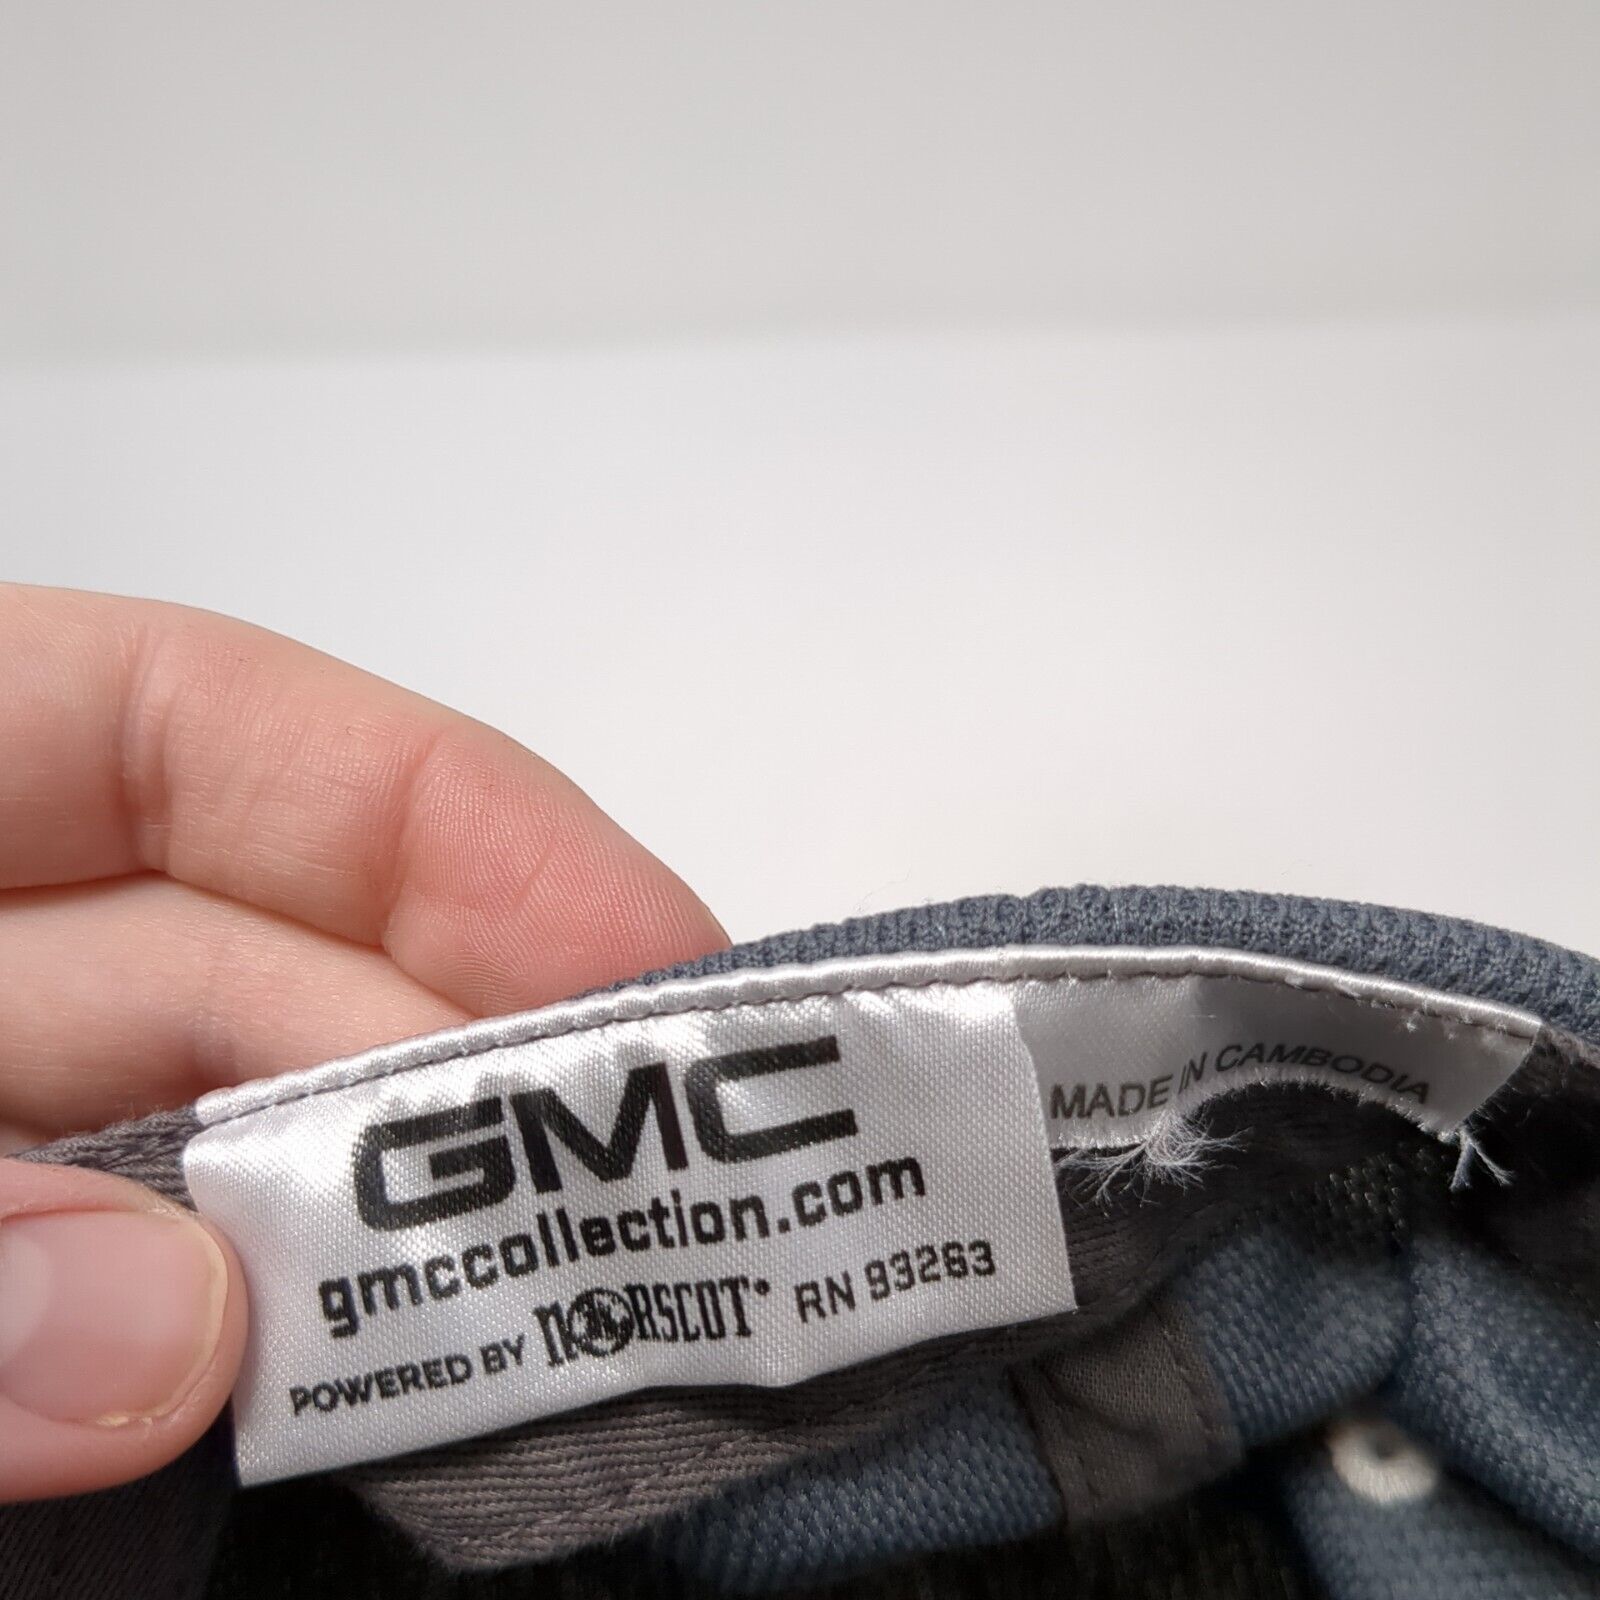 GMC
gmccollection.com
POWERED BY NORSCOT® RN 93263
MADE IN CAMBODIA